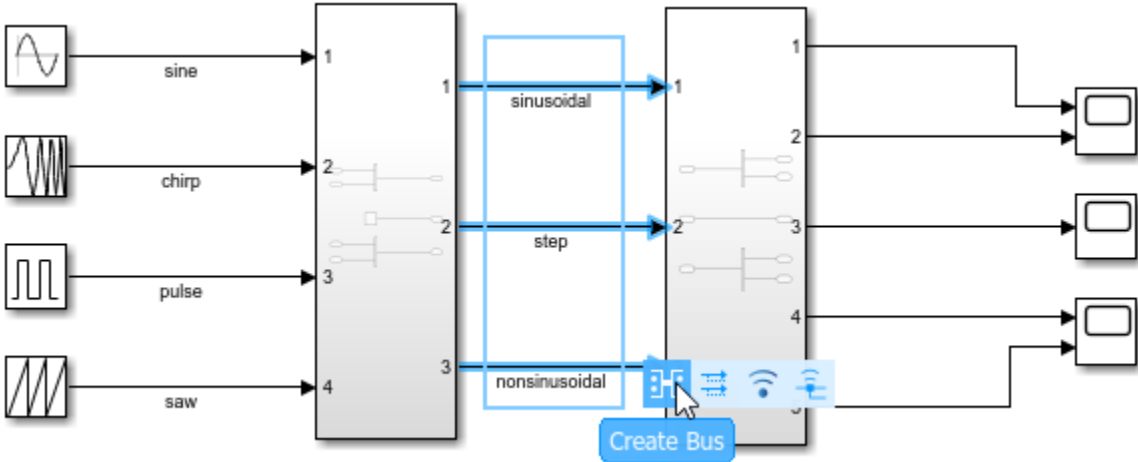 1
1
1
1
sine
sinusoidal
2
2
chirp
2
2
3
step
3
pulse
4
3
nonsinusoidal
4
saw
Create Bus